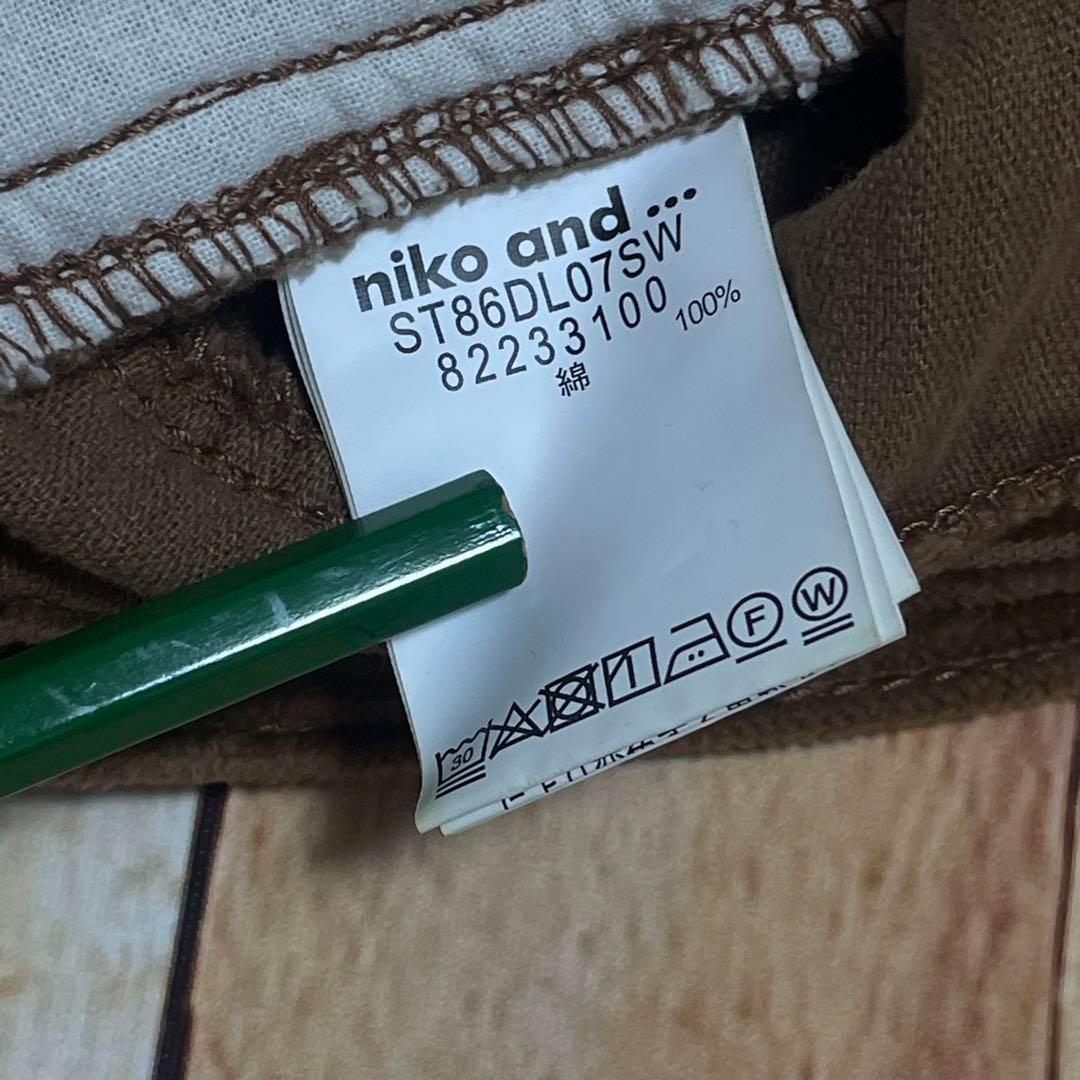 niko and ...
ST86DL07SW
82233100
綿 100%
30 F W